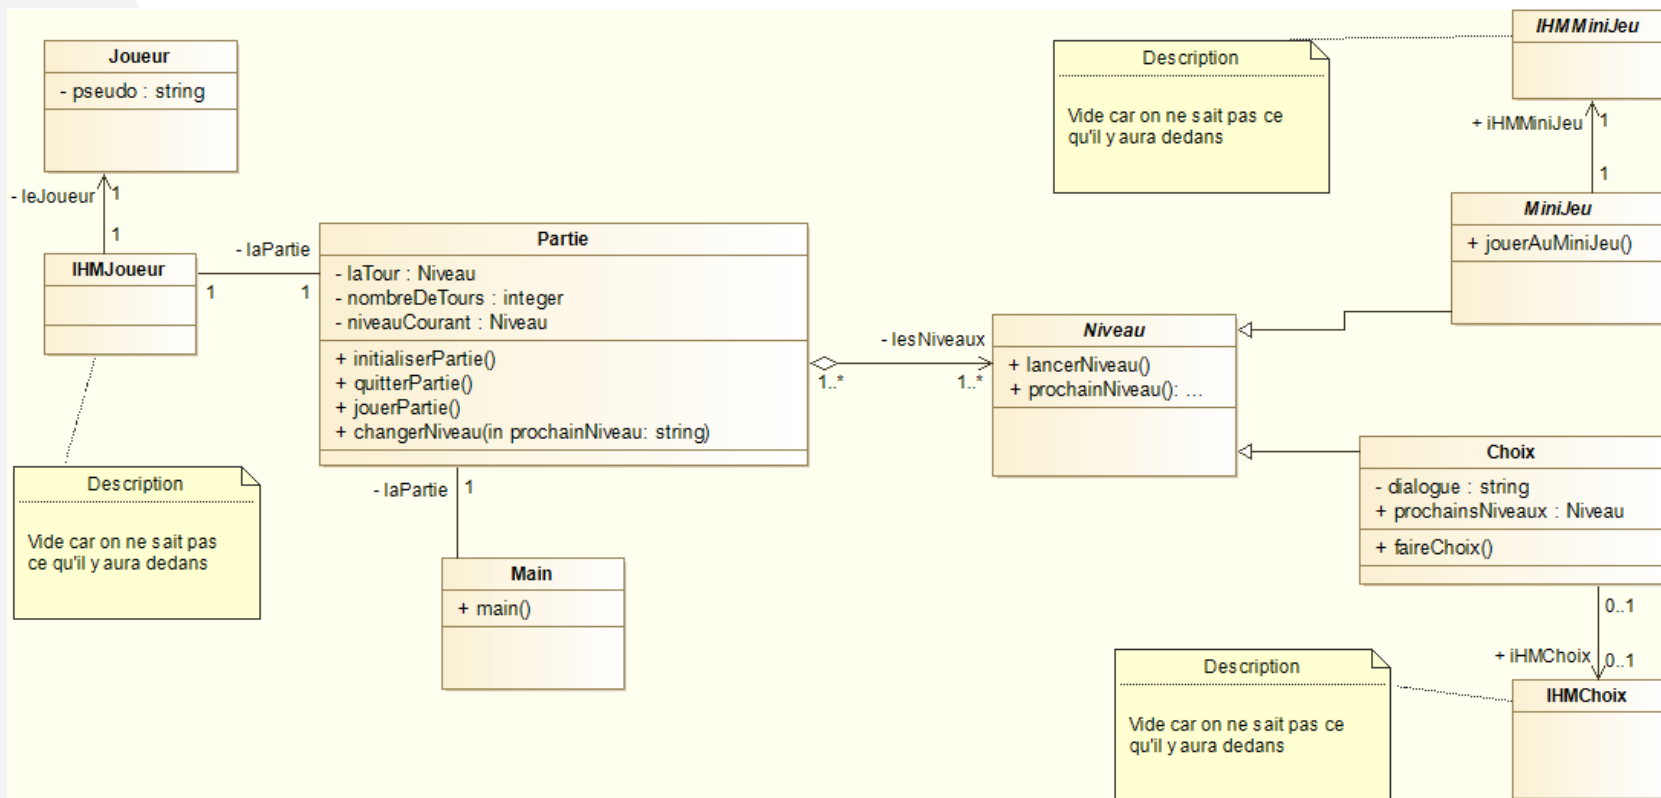 Joueur
- pseudo : string
- leJoueur
1
1
IHMJoueur
- laPartie
1
1
Description
Vide car on ne sait pas
ce qu'il y aura dedans
Partie
- laTour : Niveau
- nombreDeTours : integer
- niveauCourant : Niveau
+ initialiserPartie()
+ quitterPartie()
+ jouerPartie()
+ changerNiveau(in prochainNiveau: string)
- laPartie
1
Main
+ main()
- lesNiveaux
1..*
1..*
Niveau
+ lancerNiveau()
+ prochainNiveau(): ...
Description
Vide car on ne sait pas ce
qu'il y aura dedans
IHMMiniJeu
+ iHMMiniJeu
1
1
MiniJeu
+ jouerAuMiniJeu()
Choix
- dialogue : string
+ prochainsNiveaux : Niveau
+ faireChoix()
0..1
+ iHMChoix
0..1
IHMChoix
Description
Vide car on ne sait pas ce
qu'il y aura dedans